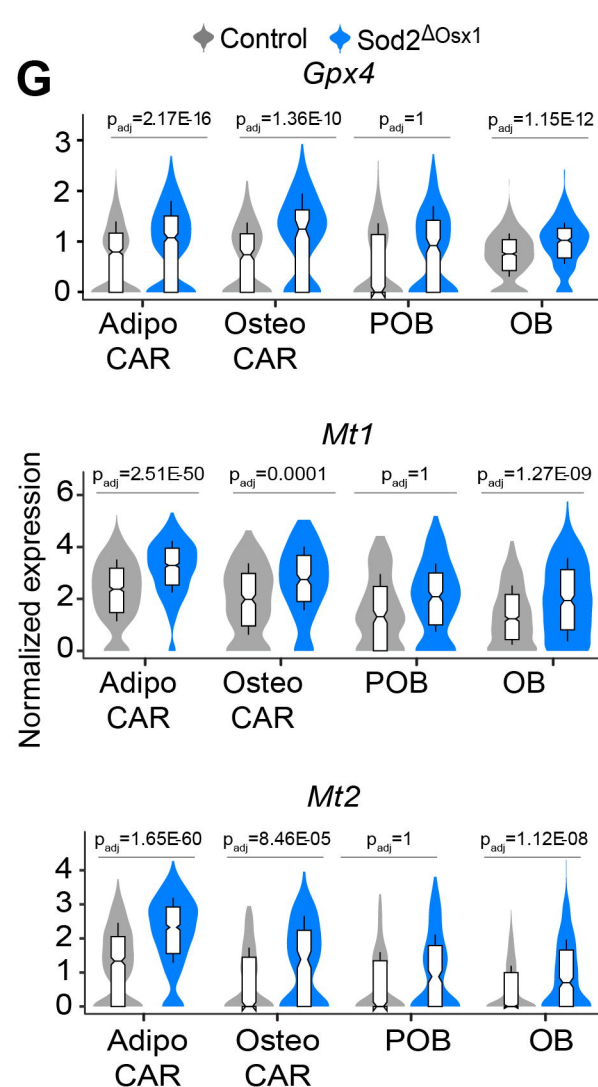 Control Sod2ΔOsx1
G
Gpx4
padj=2.17E-16 padj=1.36E-10 padj=1 padj=1.15E-12
3
2
1
0
Adipo CAR Osteo CAR POB OB
Normalized expression
Mt1
padj=2.51E-50 padj=0.0001 padj=1 padj=1.27E-09
6
4
2
0
Adipo CAR Osteo CAR POB OB
Mt2
padj=1.65E-60 padj=8.46E-05 padj=1 padj=1.12E-08
4
3
2
1
0
Adipo CAR Osteo CAR POB OB